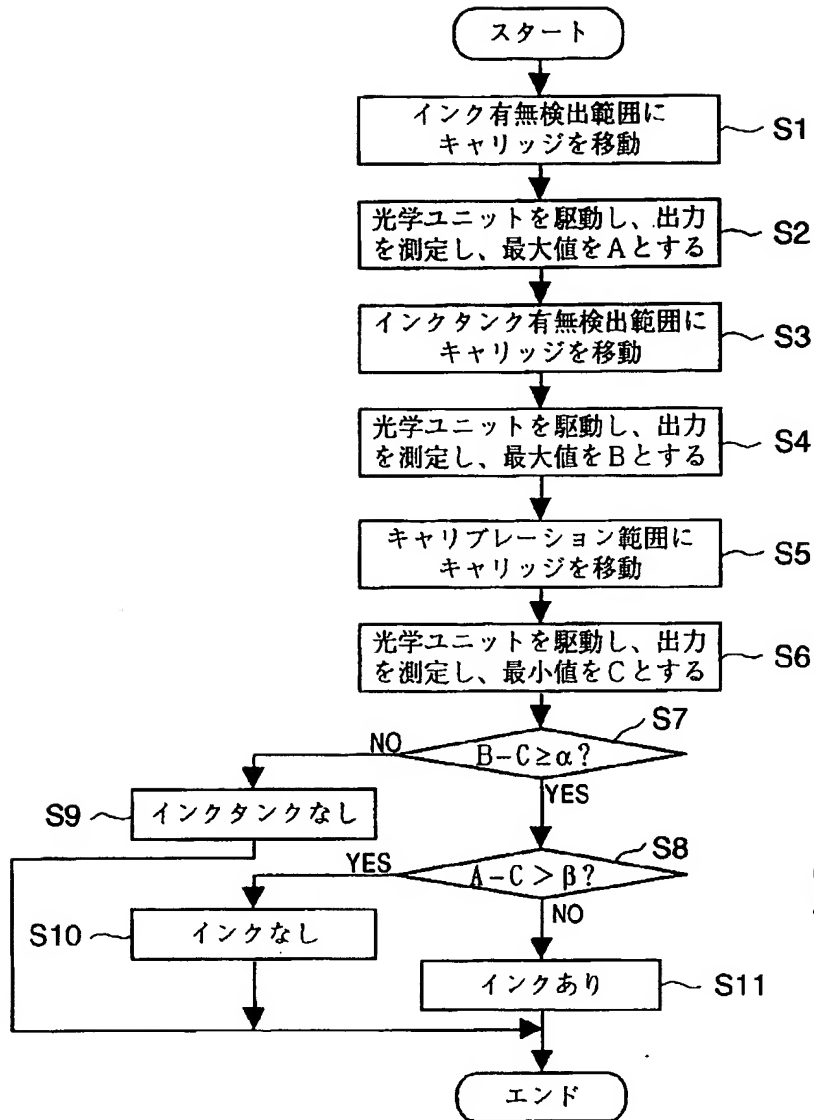 スタート
インク有無検出範囲に
キャリッジを移動
S1
光学ユニットを駆動し、出力
を測定し、最大値をAとする
S2
インクタンク有無検出範囲に
キャリッジを移動
S3
光学ユニットを駆動し、出力
を測定し、最大値をBとする
S4
キャリブレーション範囲に
キャリッジを移動
S5
光学ユニットを駆動し、出力
を測定し、最小値をCとする
S6
S7
B-C≥α?
NO
YES
S9
インクタンクなし
S8
A-C>β?
YES
NO
S10
インクなし
インクあり
S11
エンド